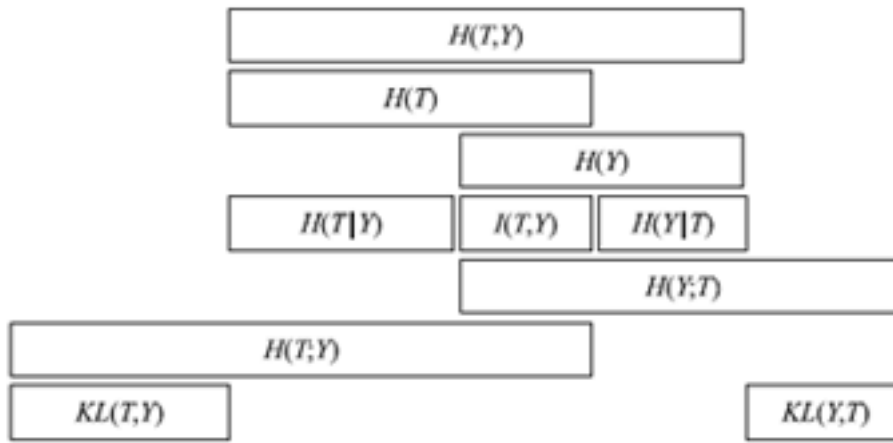 H(T,Y)
H(T)
H(Y)
H(T|Y) I(T,Y) H(Y|T)
H(Y;T)
H(T;Y)
KL(T,Y) KL(Y,T)